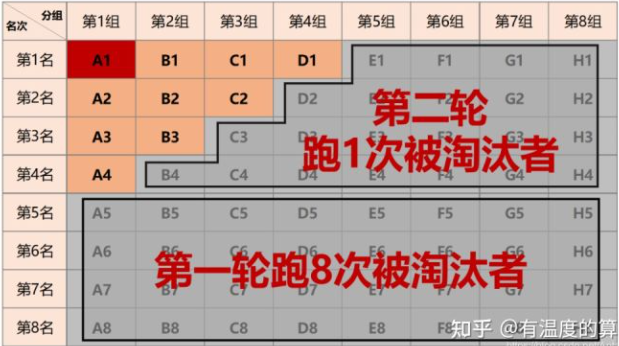 分组 第1组 第2组 第3组 第4组 第5组 第6组 第7组 第8组
名次
第1名 A1 B1 C1 D1 E1 F1 G1 H1
第2名 A2 B2 C2 D2 F2 G2 H2
第二轮
第3名 A3 B3 C3 D3 H3
跑1次被淘汰者
第4名 A4 B4 C4 D4 E4 F4 G4 H4
第5名 A5 B5 C5 D5 E5 F5 G5 H5
第6名 A6 B6 C6 D6 E6 F6 G6 H6
第一轮跑8次被淘汰者
第7名 A7 B7 C7 D7 E7 F7 G7 H7
第8名 A8 B8 C8 D8 E8 F8
知乎 @有温度的算